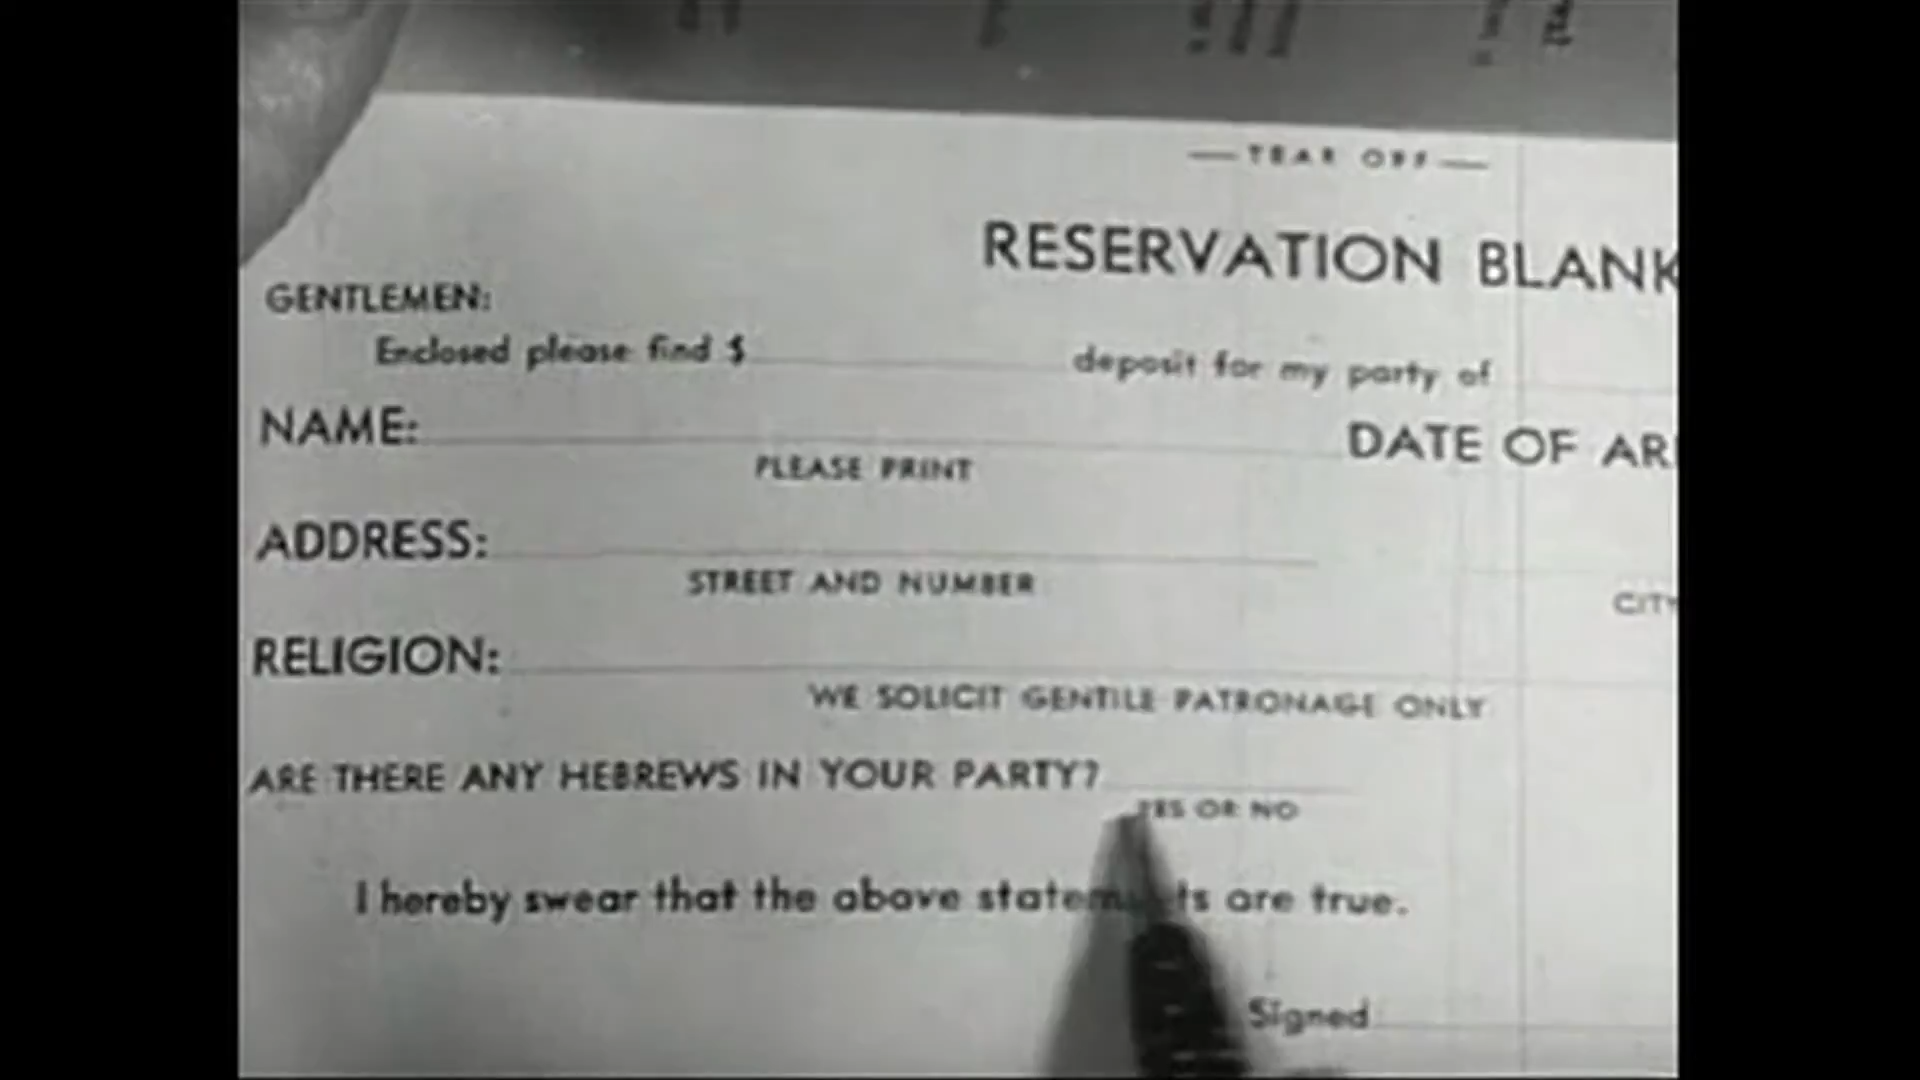 — TEAR OFF —
RESERVATION BLANK
GENTLEMEN:
Enclosed please find $ deposit for my party of
NAME: DATE OF AR
PLEASE PRINT
ADDRESS:
STREET AND NUMBER CITY
RELIGION:
WE SOLICIT GENTILE PATRONAGE ONLY
ARE THERE ANY HEBREWS IN YOUR PARTY?
YES OR NO
I hereby swear that the above statements are true.
Signed